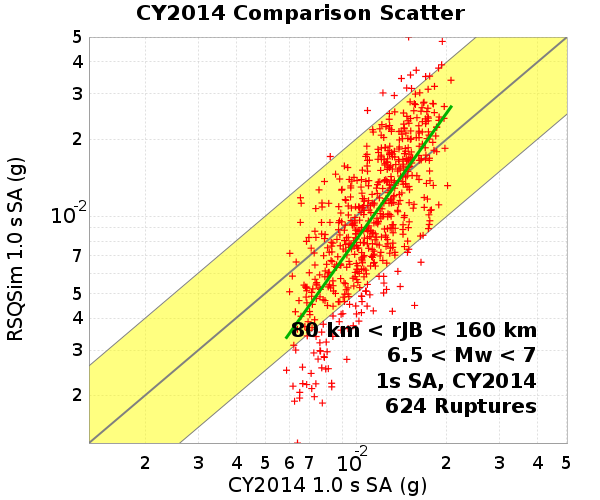 CY2014 Comparison Scatter
5
4
3
2
10-2
7
5
4
3
2
RSQSim 1.0 s SA (g)
80 km < rJB < 160 km
6.5 < Mw < 7
1s SA, CY2014
624 Ruptures
2 3 4 5 6 7 10-2 2 3 4 5
CY2014 1.0 s SA (g)